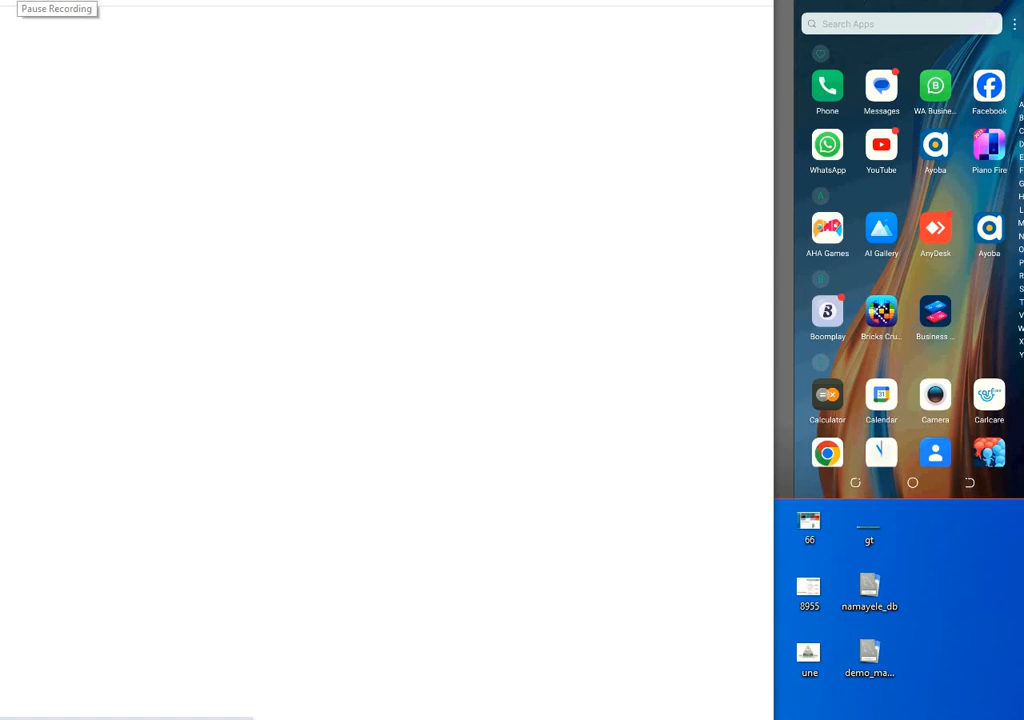 Pause Recording
Search Apps
Phone
Messages
WA Busine...
Facebook
WhatsApp
YouTube
Ayoba
Piano Fire
A
AHA Games
AI Gallery
AnyDesk
Ayoba
B
Boomplay
Bricks Cru...
Business ...
Calculator
Calendar
Camera
Carlcare
A
B
C
D
E
F
G
H
L
M
N
O
P
R
S
T
V
W
X
Y
66
gt
8955
namayele_db
une
demo_ma...